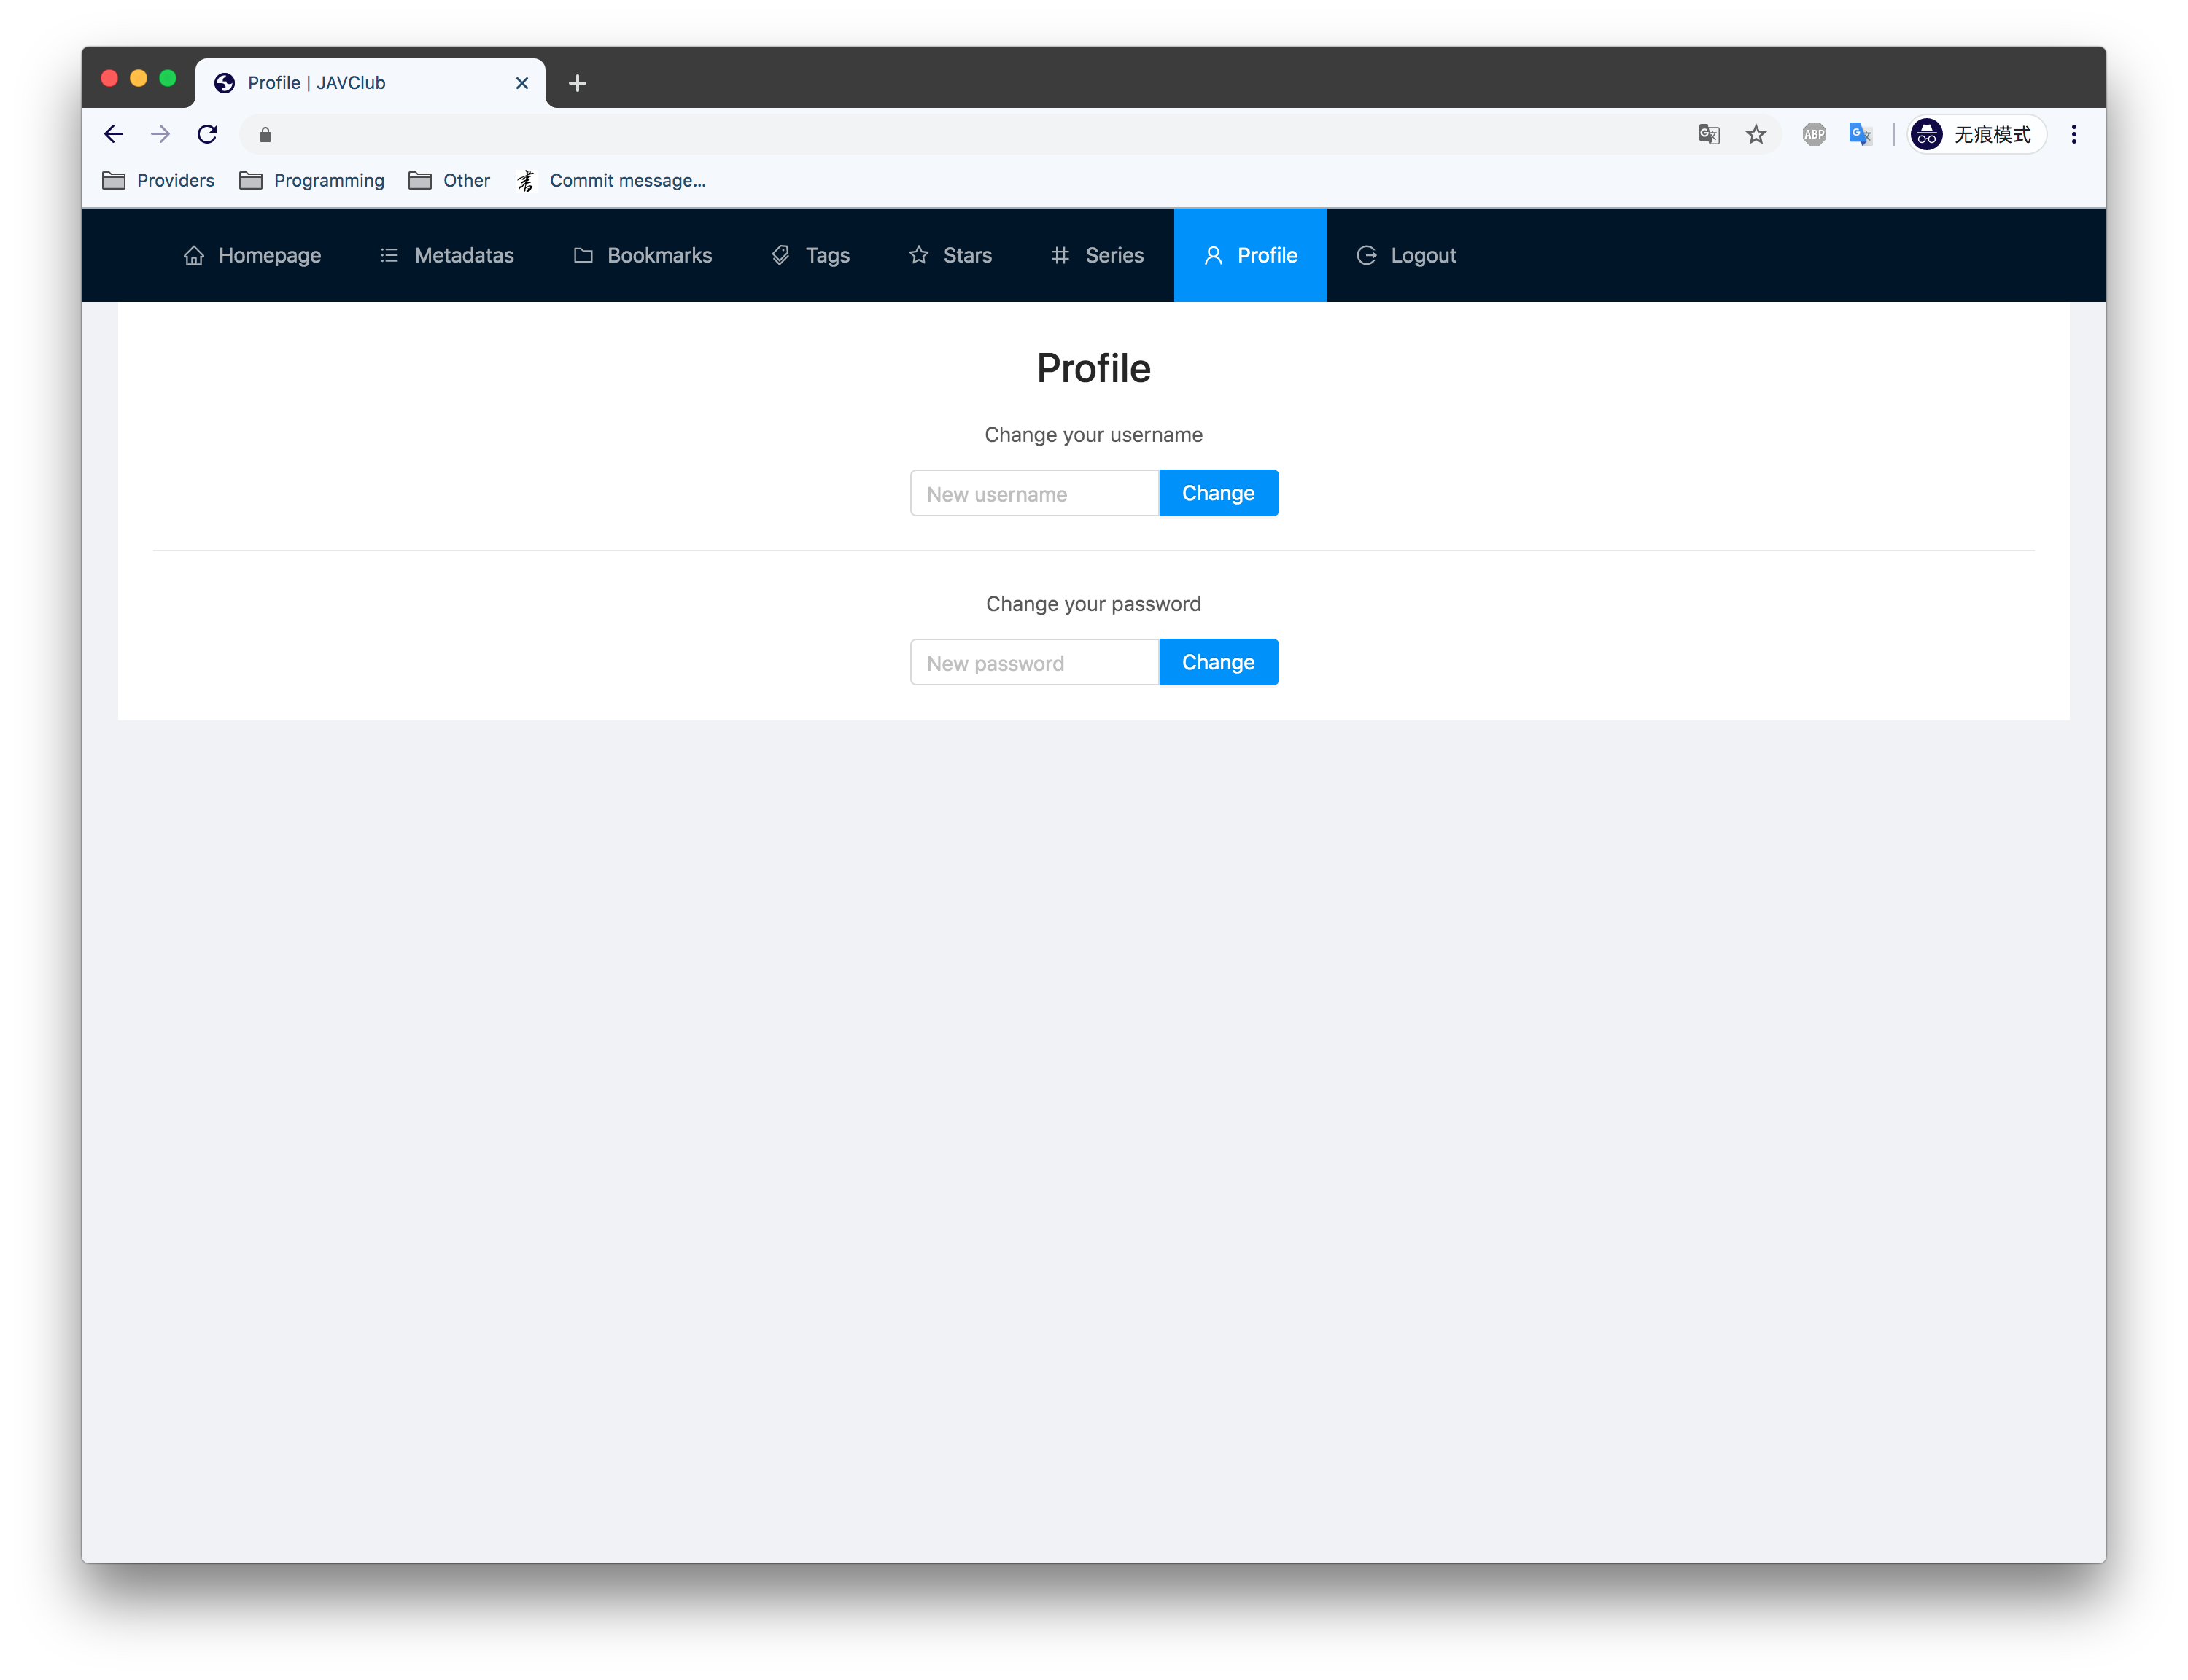 Profile | JAVClub
ABP
无痕模式
Providers Programming Other Commit message...
Homepage Metadatas Bookmarks Tags Stars Series Profile Logout
Profile
Change your username
New username Change
Change your password
New password Change